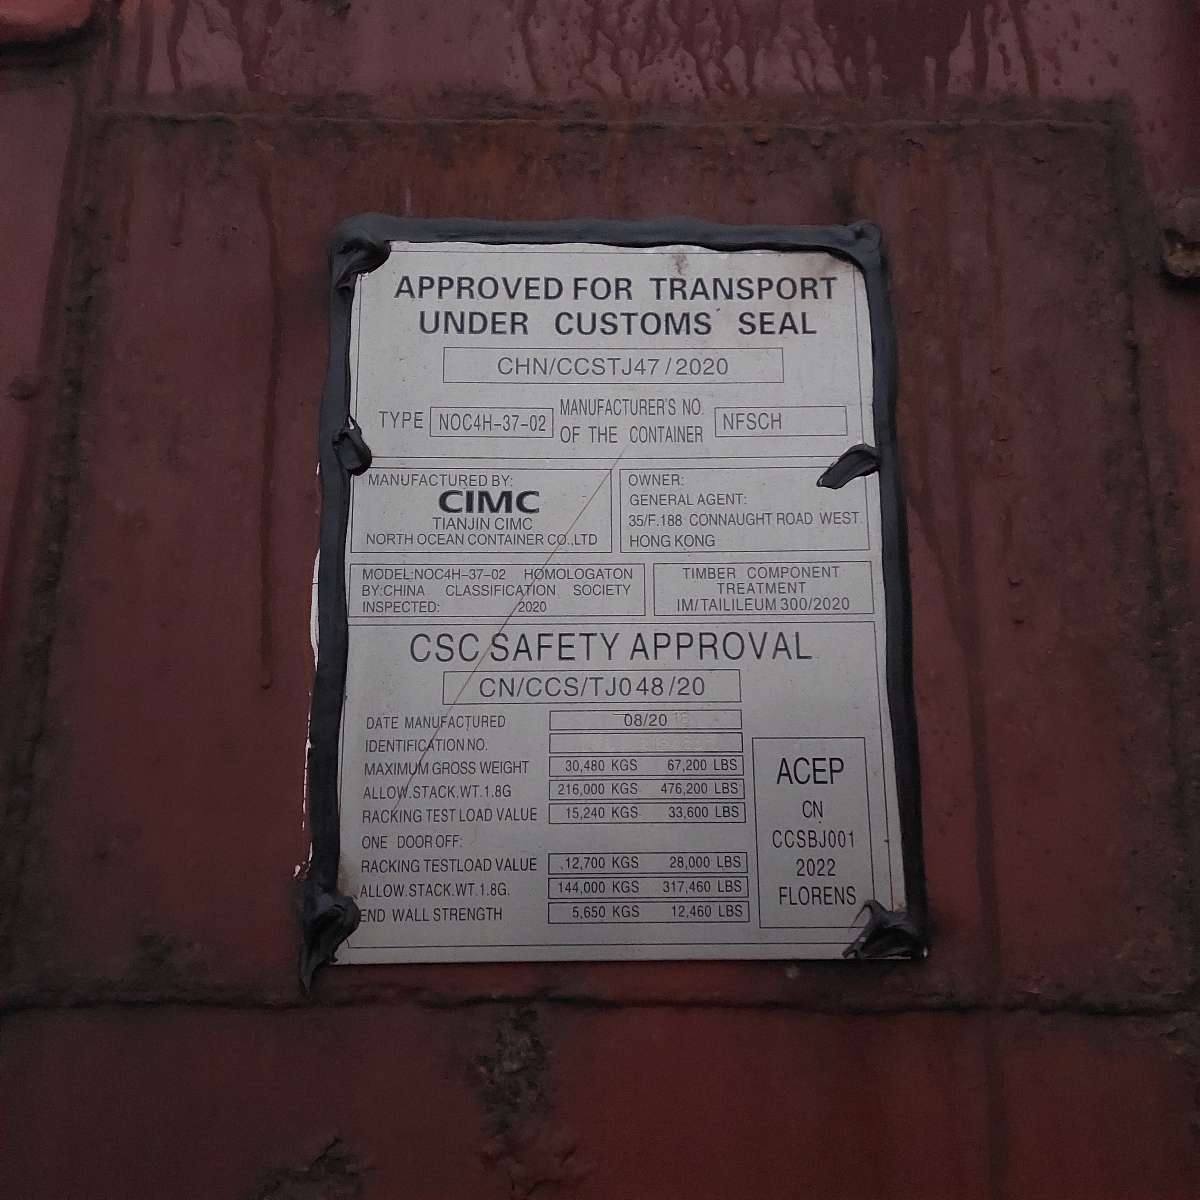 APPROVED FOR TRANSPORT
UNDER CUSTOMS SEAL
CHN/CCSTJ47/2020
TYPE NOC4H-37-02 MANUFACTURER'S NO. OF THE CONTAINER NFSCH
MANUFACTURED BY:
CIMC
TIANJIN CIMC
NORTH OCEAN CONTAINER CO.,LTD
OWNER:
GENERAL AGENT:
35/F.188 CONNAUGHT ROAD WEST
HONG KONG
MODEL:NOC4H-37-02 HOMOLOGATON
BY:CHINA CLASSIFICATION SOCIETY
INSPECTED: 2020
TIMBER COMPONENT
TREATMENT
IM/TAILILEUM 300/2020
CSC SAFETY APPROVAL
CN/CCS/TJ048/20
DATE MANUFACTURED 08/20
IDENTIFICATION NO.
MAXIMUM GROSS WEIGHT 30,480 KGS 67,200 LBS
ALLOW.STACK.WT.1.8G 216,000 KGS 476,200 LBS
RACKING TEST LOAD VALUE 15,240 KGS 33,600 LBS
ONE DOOR OFF:
RACKING TESTLOAD VALUE 12,700 KGS 28,000 LBS
ALLOW.STACK.WT.1.8G. 144,000 KGS 317,460 LBS
END WALL STRENGTH 5,650 KGS 12,460 LBS
ACEP
CN
CCSBJ001
2022
FLORENS